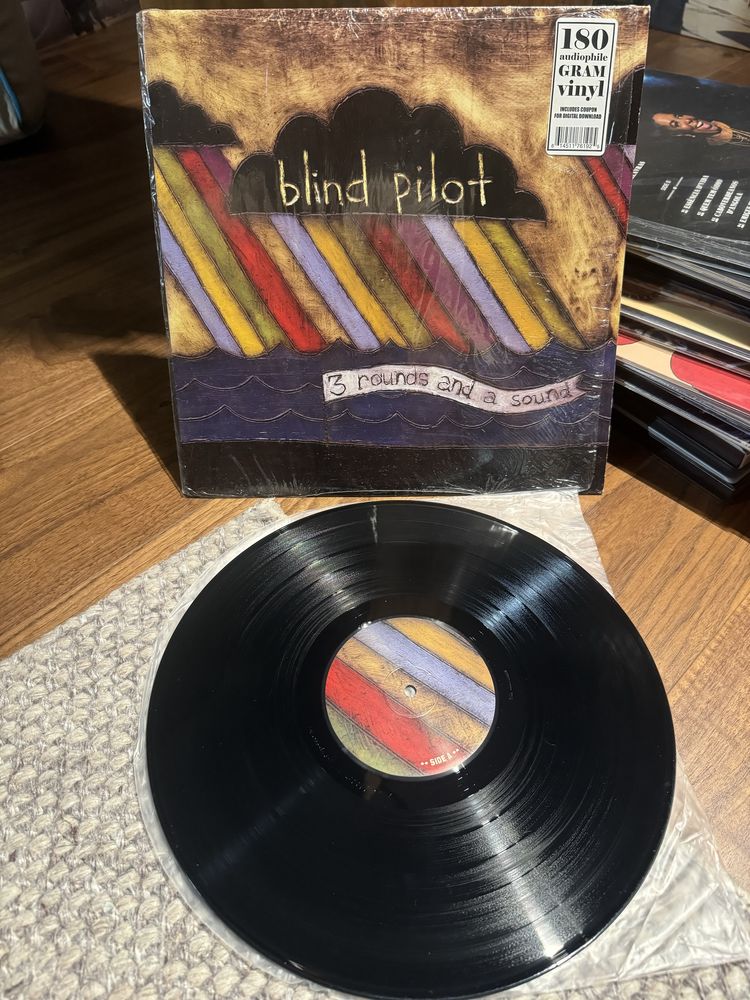 180
audiophile
GRAM
vinyl
INCLUDES COUPON
FOR DIGITAL DOWNLOAD
blind pilot
3 rounds and a sound
•• SIDE A ••